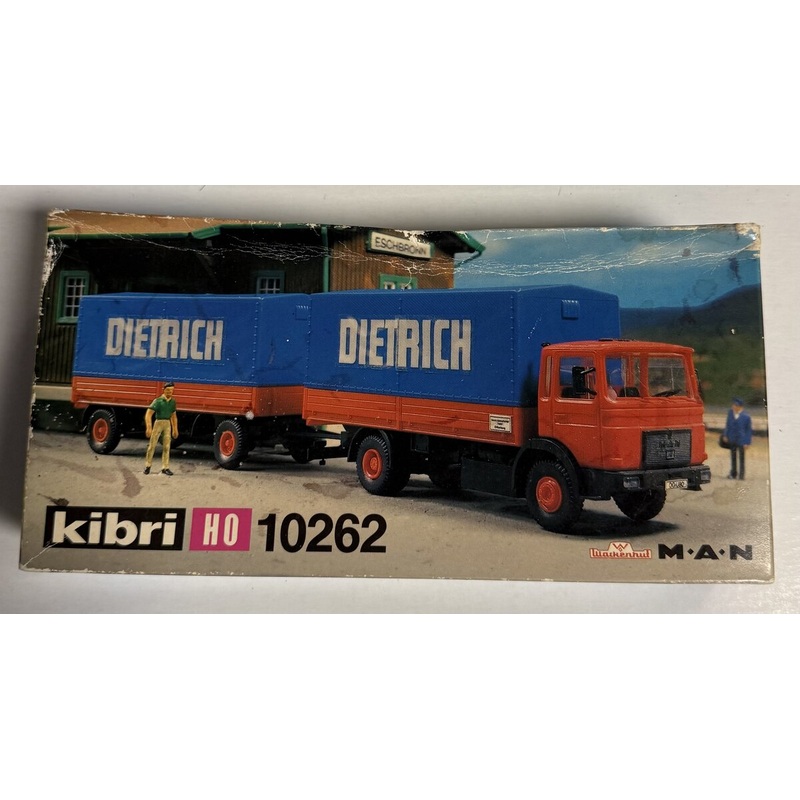 ESCHBRONN
DIETRICH
DIETRICH
kibri HO 10262
Wackenhut
M·A·N